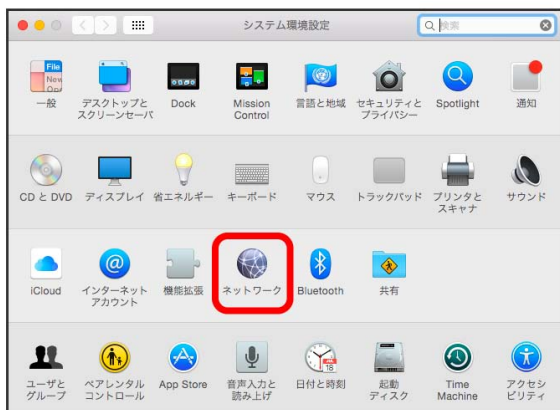 システム環境設定
検索
File
New
一般
デスクトップと
スクリーンセーバ
Dock
Mission
Control
言語と地域
セキュリティと
プライバシー
Spotlight
通知
CD と DVD
ディスプレイ
省エネルギー
キーボード
マウス
トラックパッド
プリンタと
スキャナ
サウンド
iCloud
インターネット
アカウント
機能拡張
ネットワーク
Bluetooth
共有
ユーザと
グループ
ペアレンタル
コントロール
App Store
音声入力と
読み上げ
18
日付と時刻
起動
ディスク
Time
Machine
アクセシ
ビリティ